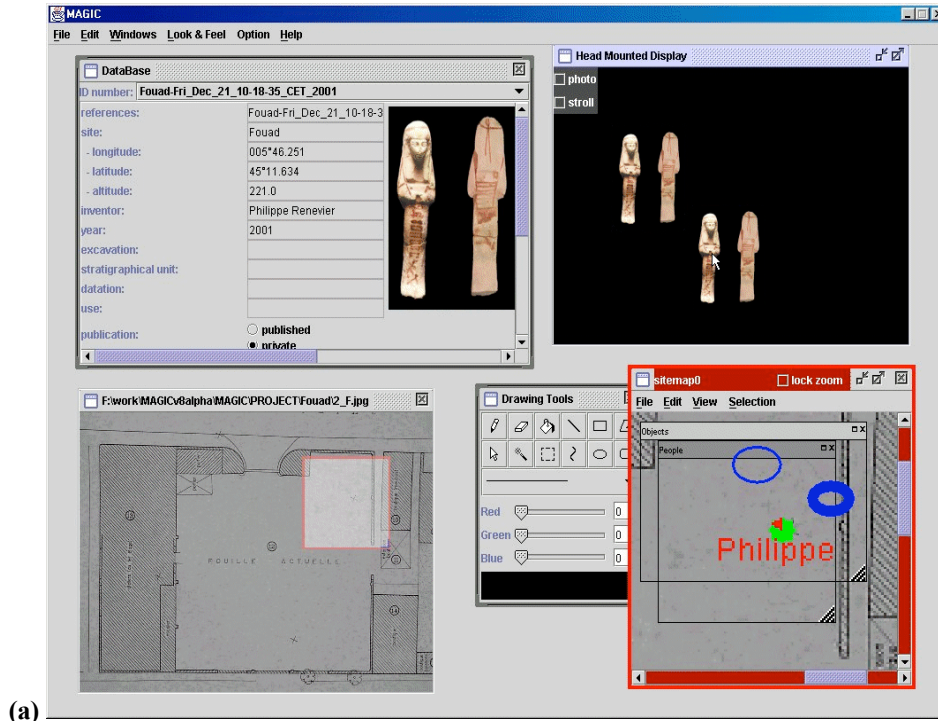 MAGIC
File Edit Windows Look & Feel Option Help
DataBase
ID number: Fouad-Fri_Dec_21_10-18-35_CET_2001
references: Fouad-Fri_Dec_21_10-18-3
site: Fouad
- longitude: 005°46.251
- latitude: 45°11.634
- altitude: 221.0
inventor: Philippe Renevier
year: 2001
excavation:
stratigraphical unit:
datation:
use:
publication: published
private
Head Mounted Display
photo
stroll
F:\work\MAGICv8alpha\MAGIC\PROJECT\Fouad\2_F.jpg
FOUILLE ACTUELLE
Drawing Tools
Red 0
Green 0
Blue 0
sitemap0 lock zoom
File Edit View Selection
Objects
People
Philippe
(a)